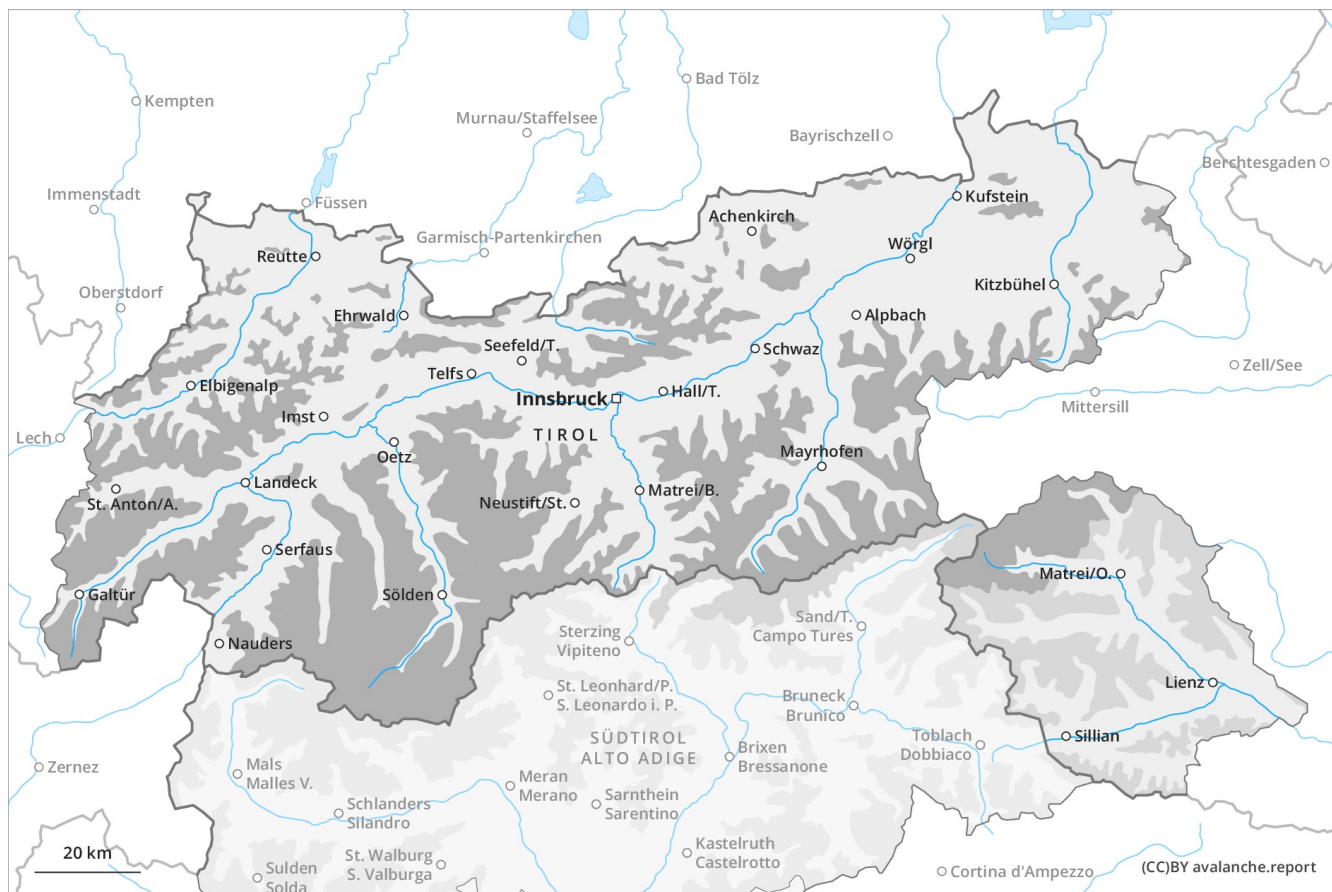 Bad Tölz
Kempten
Murnau/Staffelsee
Bayrischzell
Berchtesgaden
Immenstadt
Kufstein
Füssen
Achenkirch
Garmisch-Partenkirchen
Wörgl
Reutte
Kitzbühel
Oberstdorf
Ehrwald
Alpbach
Seefeld/T.
Schwaz
Zell/See
Telfs
Elbigenalp
Innsbruck
Hall/T.
Mittersill
Imst
TIROL
Lech
Oetz
Mayrhofen
Landeck
St. Anton/A.
Neustift/St.
Matrei/B.
Serfaus
Matrei/O.
Galtür
Sölden
Sand/T.
Campo Tures
Sterzing
Vipiteno
Nauders
Lienz
St. Leonhard/P.
S. Leonardo i. P.
Bruneck
Brunico
SÜDTIROL
ALTO ADIGE
Toblach
Dobbiaco
Sillian
Brixen
Bressanone
Zernez
Mals
Malles V.
Meran
Merano
Schlanders
Silandro
Sarnthein
Sarentino
Kastelruth
Castelrotto
20 km
St. Walburg
S. Valburga
Sulden
Solda
Cortina d'Ampezzo
(CC)BY avalanche.report